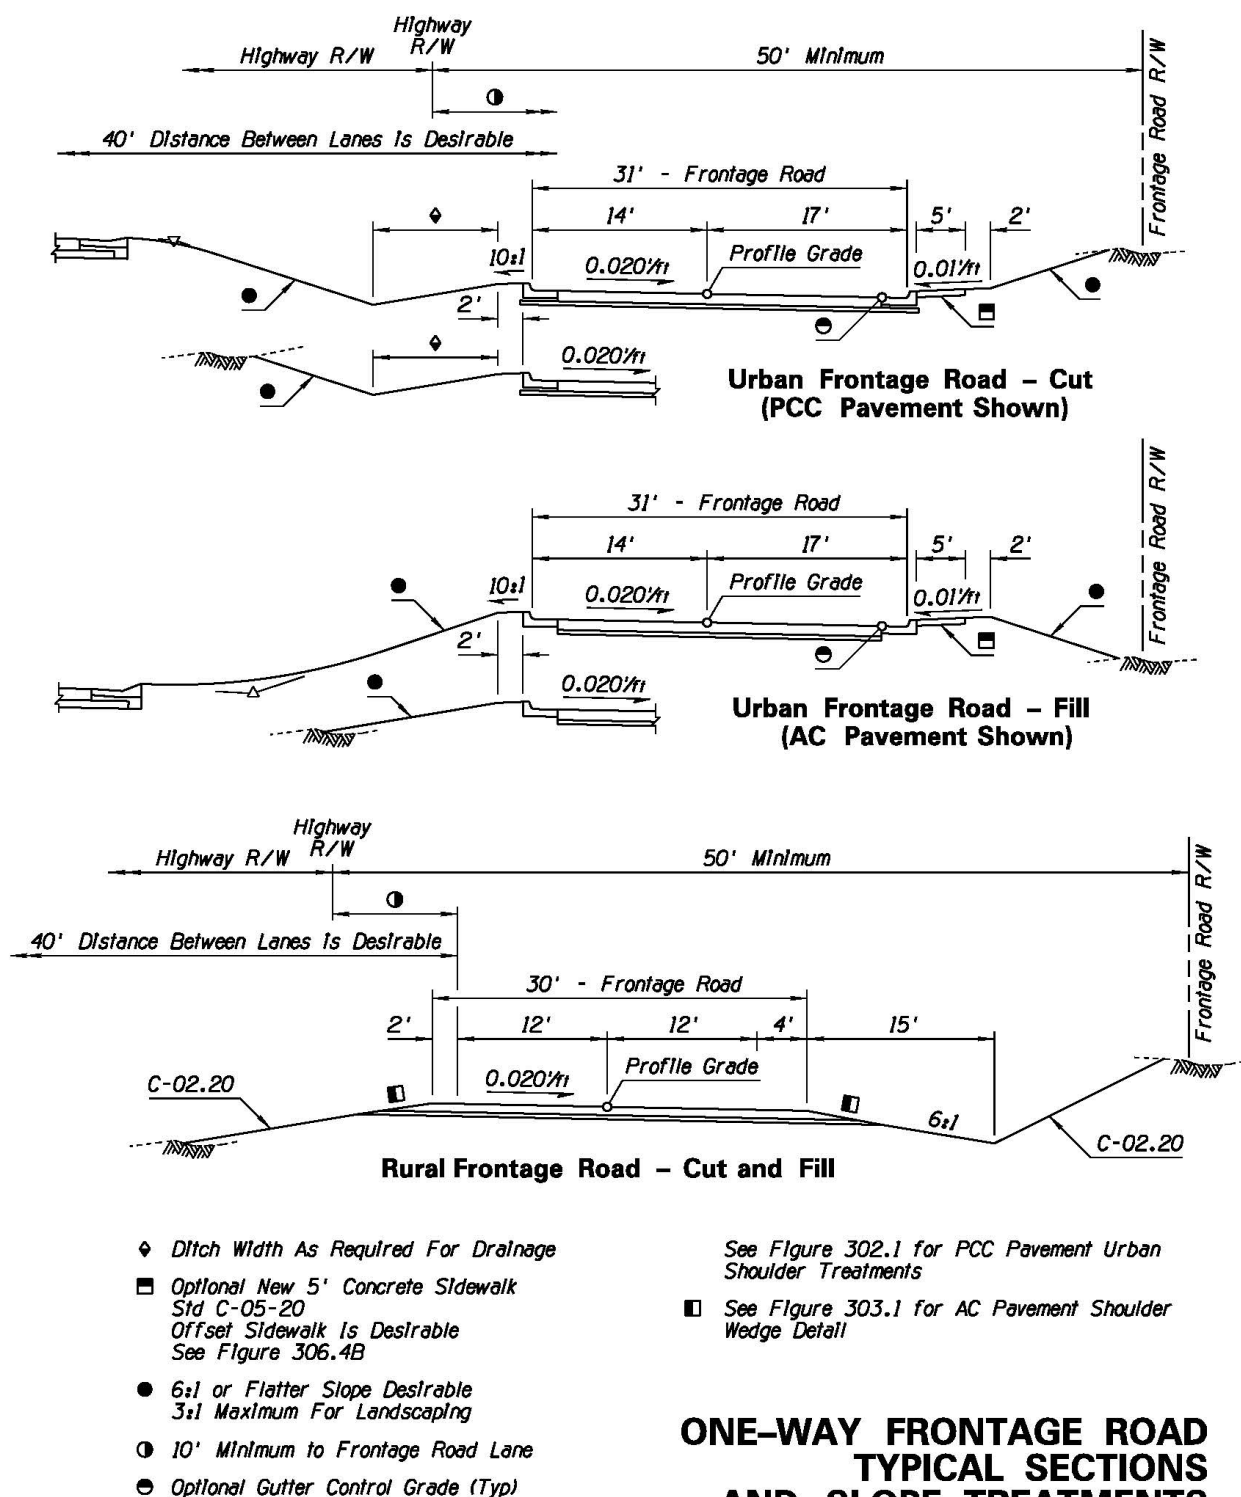 Highway
R/W
Highway R/W
50' Minimum
Frontage Road R/W
40' Distance Between Lanes is Desirable
31' - Frontage Road
14'
17'
5'
2'
10:1
0.020'/ft
Profile Grade
0.01'/ft
2'
0.020'/ft
Urban Frontage Road – Cut
(PCC Pavement Shown)
Frontage Road R/W
31' - Frontage Road
14'
17'
5'
2'
10:1
0.020'/ft
Profile Grade
0.01'/ft
2'
0.020'/ft
Urban Frontage Road – Fill
(AC Pavement Shown)
Highway
R/W
Highway R/W
50' Minimum
Frontage Road R/W
40' Distance Between Lanes is Desirable
30' - Frontage Road
2'
12'
12'
4'
15'
C-02.20
0.020'/ft
Profile Grade
6:1
C-02.20
Rural Frontage Road – Cut and Fill
Ditch Width As Required For Drainage
Optional New 5' Concrete Sidewalk
Std C-05-20
Offset Sidewalk is Desirable
See Figure 306.4B
6:1 or Flatter Slope Desirable
3:1 Maximum For Landscaping
10' Minimum to Frontage Road Lane
Optional Gutter Control Grade (Typ)
See Figure 302.1 for PCC Pavement Urban
Shoulder Treatments
See Figure 303.1 for AC Pavement Shoulder
Wedge Detail
ONE–WAY FRONTAGE ROAD
TYPICAL SECTIONS
AND SLOPE TREATMENTS